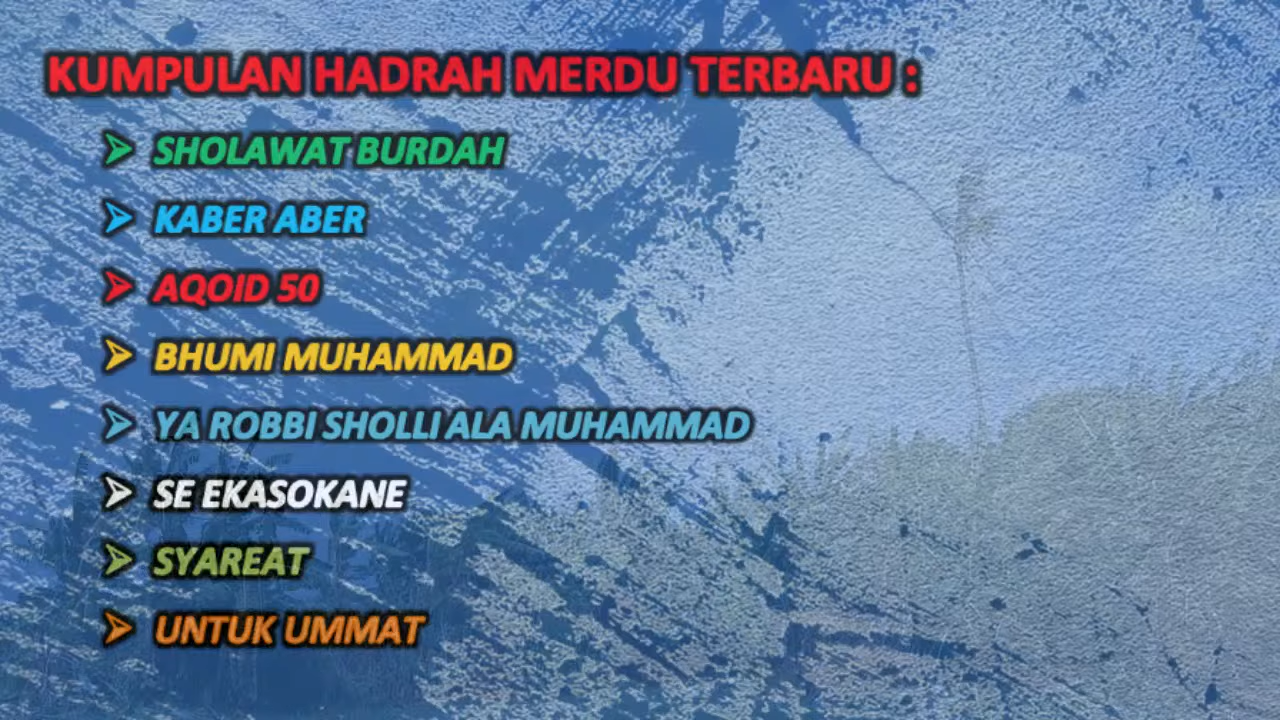 KUMPULAN HADRAH MERDU TERBARU :
SHOLAWAT BURDAH
KABER ABER
AQOID 50
BHUMI MUHAMMAD
YA ROBBI SHOLLI ALA MUHAMMAD
SE EKASOKANE
SYAREAT
UNTUK UMMAT